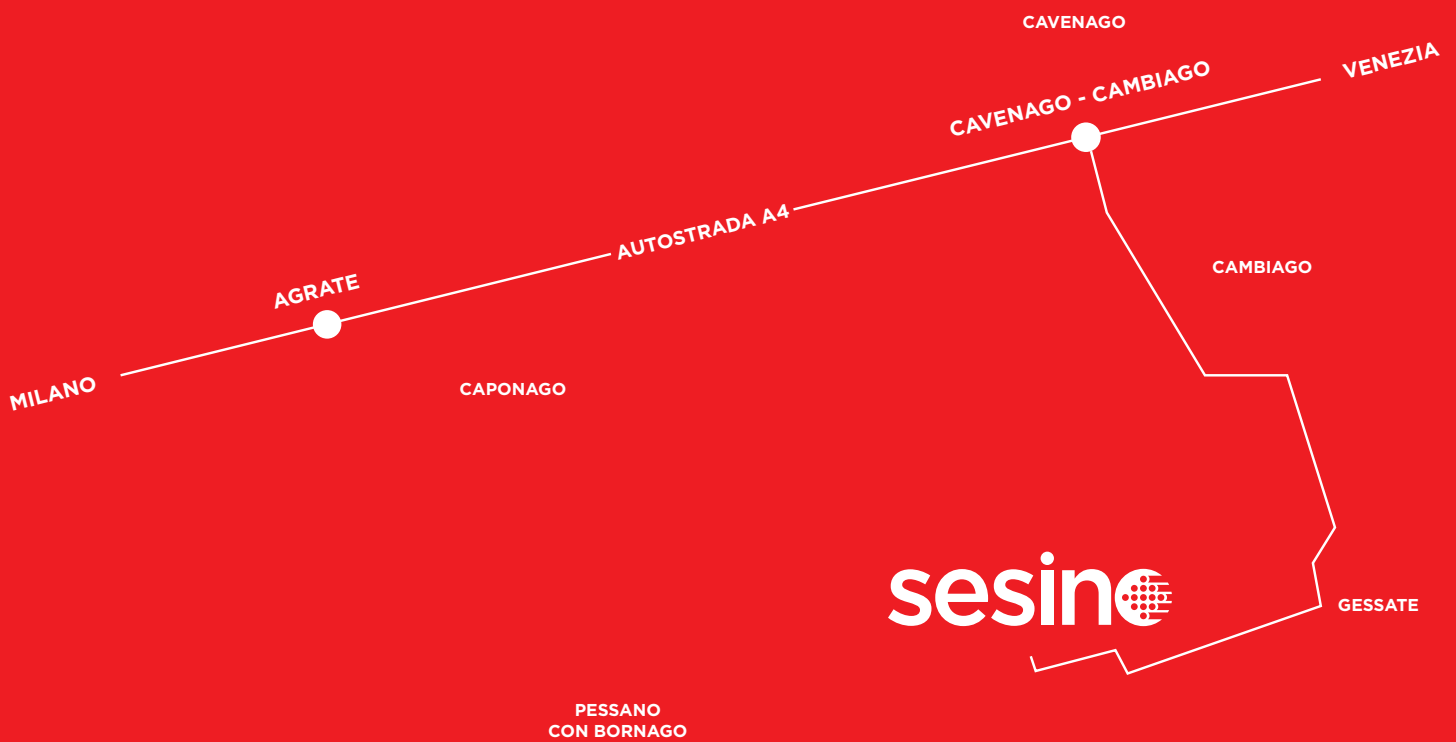 CAVENAGO
VENEZIA
CAVENAGO - CAMBIAGO
AUTOSTRADA A4
CAMBIAGO
AGRATE
MILANO
CAPONAGO
sesino
GESSATE
PESSANO
CON BORNAGO